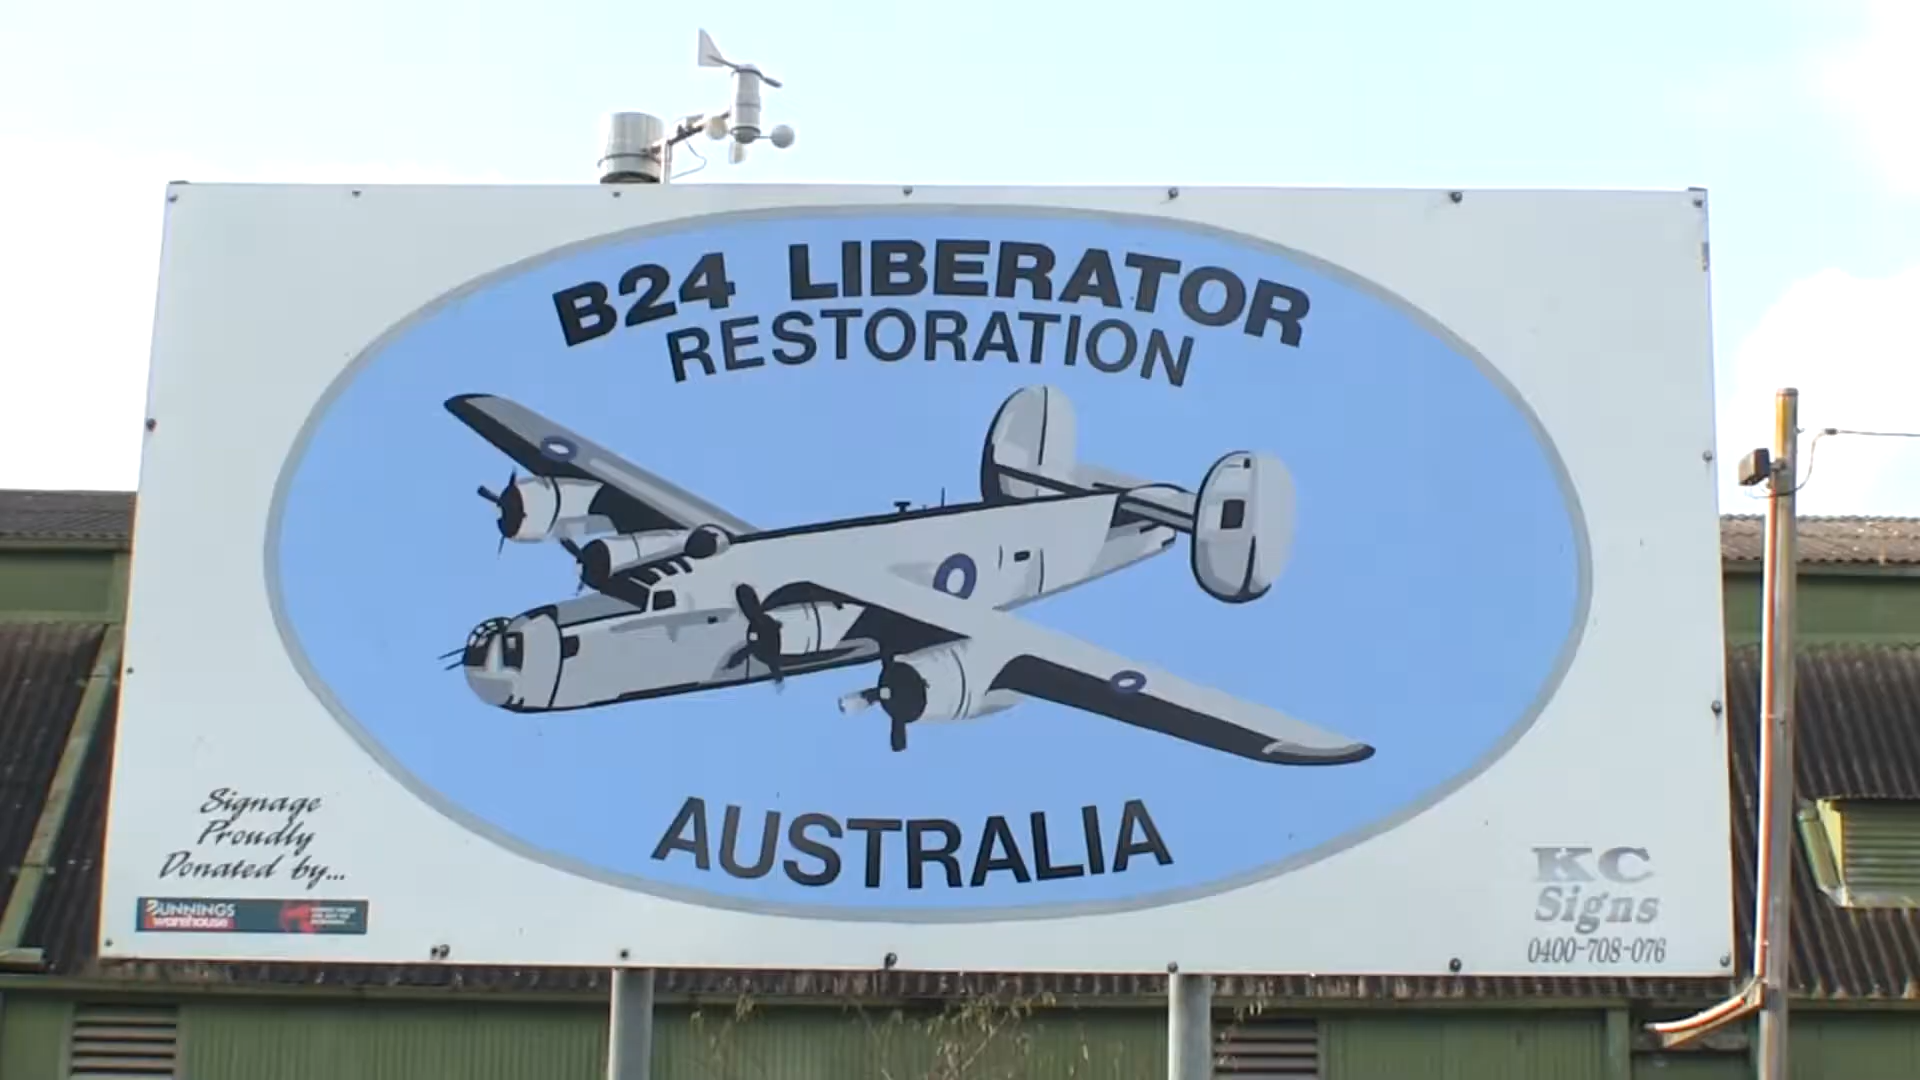 B24 LIBERATOR
RESTORATION
AUSTRALIA
Signage
Proudly
Donated by...
BUNNINGS
warehouse
KC
Signs
0400-708-076